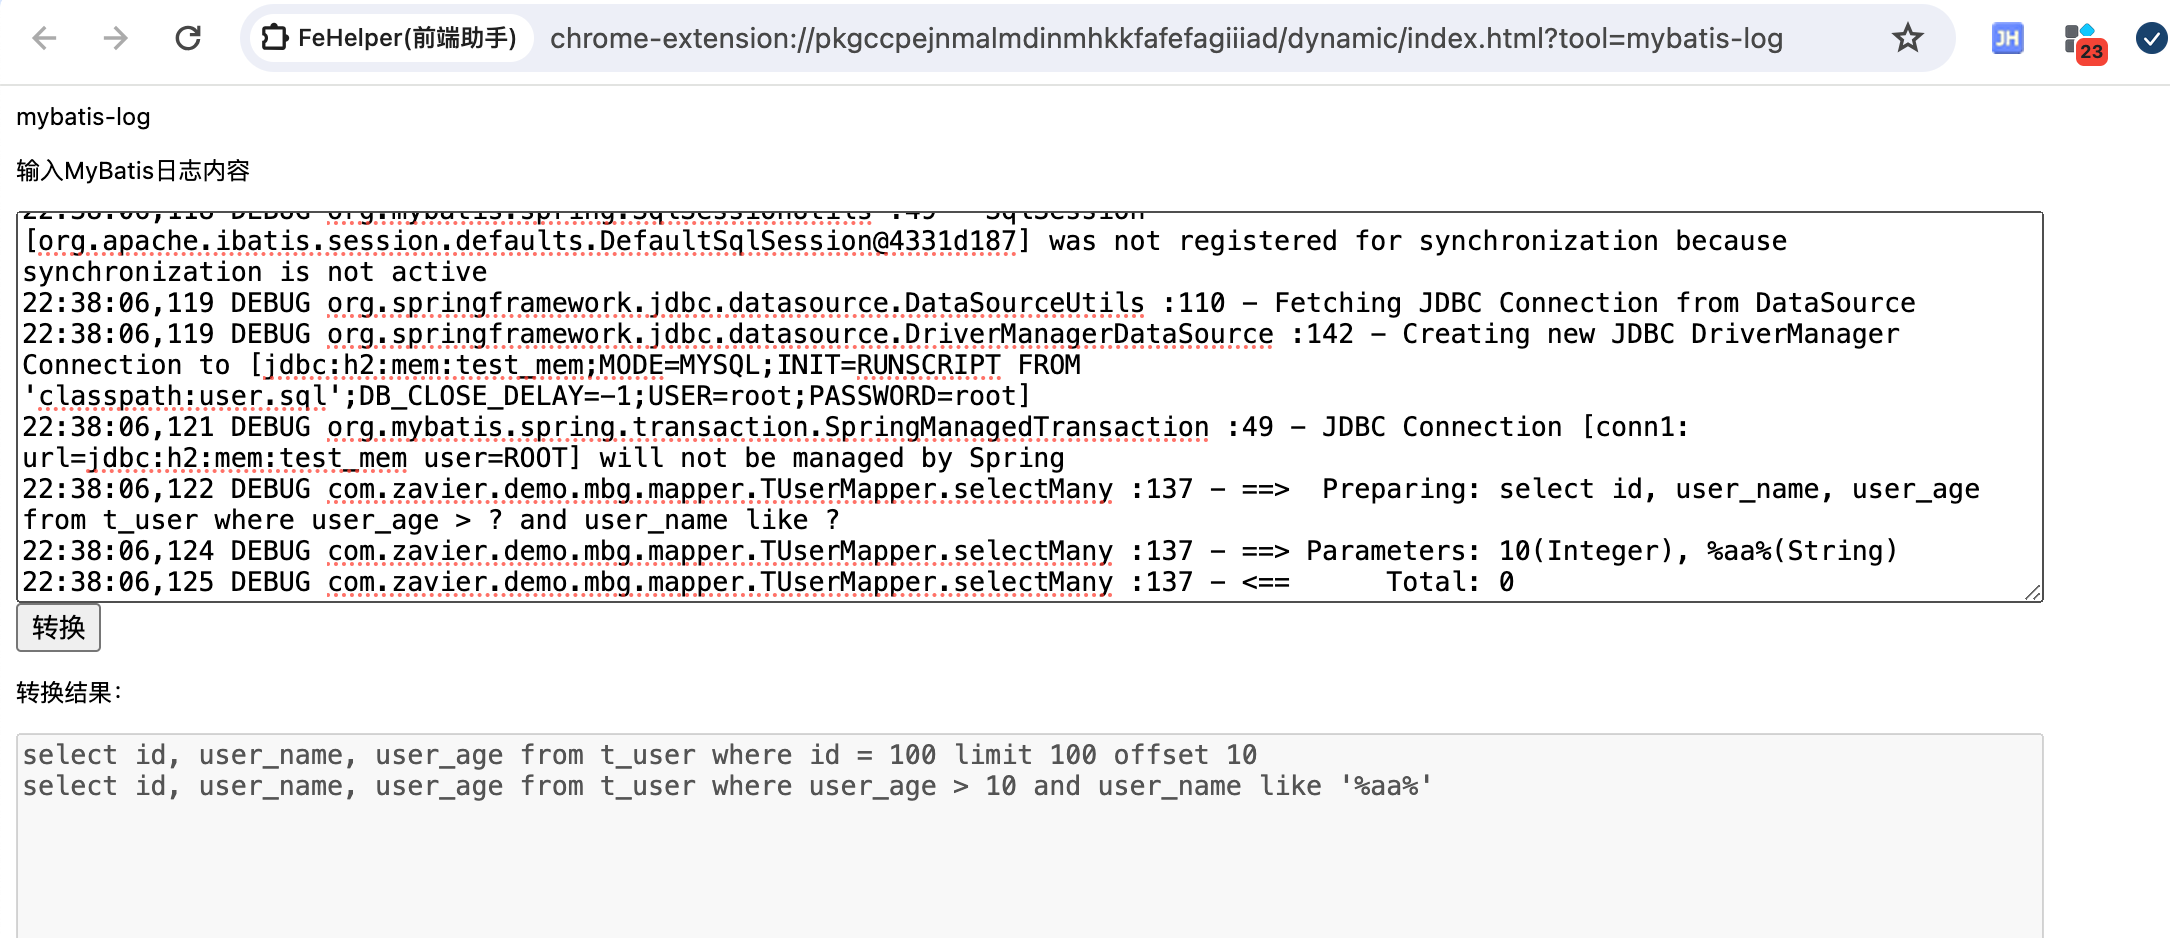 FeHelper(前端助手) chrome-extension://pkgccpejnmalmdinmhkkfafefagiiiad/dynamic/index.html?tool=mybatis-log JH 23
mybatis-log
输入MyBatis日志内容
22:38:06,118 DEBUG org.mybatis.spring.SqlSessionUtils :49 - SqlSession
[org.apache.ibatis.session.defaults.DefaultSqlSession@4331d187] was not registered for synchronization because
synchronization is not active
22:38:06,119 DEBUG org.springframework.jdbc.datasource.DataSourceUtils :110 - Fetching JDBC Connection from DataSource
22:38:06,119 DEBUG org.springframework.jdbc.datasource.DriverManagerDataSource :142 - Creating new JDBC DriverManager
Connection to [jdbc:h2:mem:test_mem;MODE=MYSQL;INIT=RUNSCRIPT FROM
'classpath:user.sql';DB_CLOSE_DELAY=-1;USER=root;PASSWORD=root]
22:38:06,121 DEBUG org.mybatis.spring.transaction.SpringManagedTransaction :49 - JDBC Connection [conn1:
url=jdbc:h2:mem:test_mem user=ROOT] will not be managed by Spring
22:38:06,122 DEBUG com.zavier.demo.mbg.mapper.TUserMapper.selectMany :137 - ==>  Preparing: select id, user_name, user_age
from t_user where user_age > ? and user_name like ?
22:38:06,124 DEBUG com.zavier.demo.mbg.mapper.TUserMapper.selectMany :137 - ==> Parameters: 10(Integer), %aa%(String)
22:38:06,125 DEBUG com.zavier.demo.mbg.mapper.TUserMapper.selectMany :137 - <==      Total: 0
转换
转换结果：
select id, user_name, user_age from t_user where id = 100 limit 100 offset 10
select id, user_name, user_age from t_user where user_age > 10 and user_name like '%aa%'